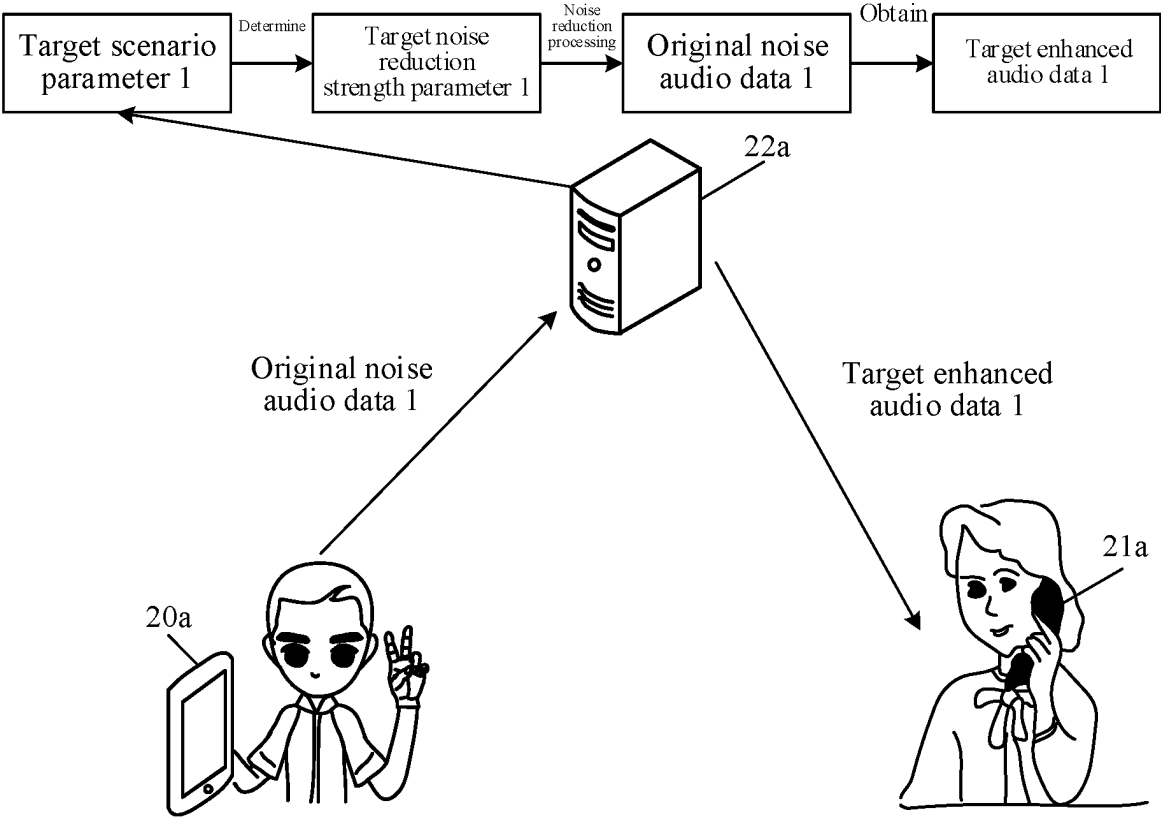 Target scenario
parameter 1
Determine
Target noise
reduction
strength parameter 1
Noise
reduction
processing
Original noise
audio data 1
Obtain
Target enhanced
audio data 1
22a
Original noise
audio data 1
Target enhanced
audio data 1
20a
21a